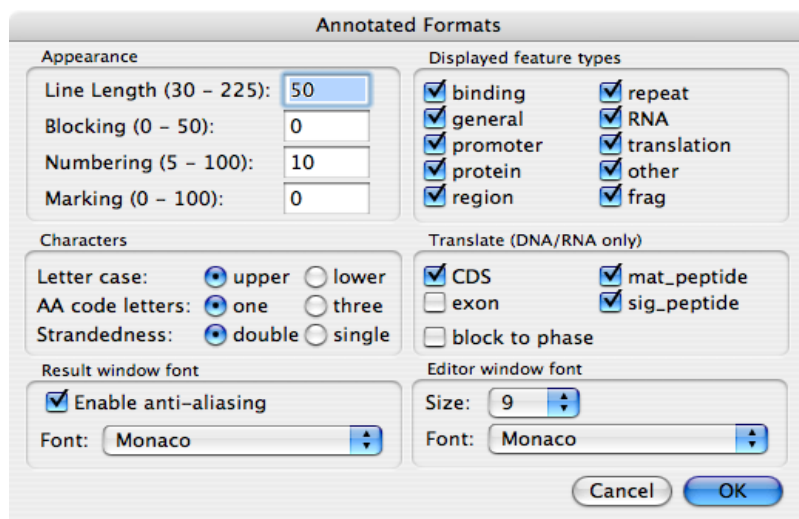 Annotated Formats
Appearance
Line Length (30 – 225): 50
Blocking (0 – 50): 0
Numbering (5 – 100): 10
Marking (0 – 100): 0
Displayed feature types
binding repeat
general RNA
promoter translation
protein other
region frag
Characters
Letter case: upper lower
AA code letters: one three
Strandedness: double single
Translate (DNA/RNA only)
CDS mat_peptide
exon sig_peptide
block to phase
Result window font
Enable anti-aliasing
Font: Monaco
Editor window font
Size: 9
Font: Monaco
Cancel OK